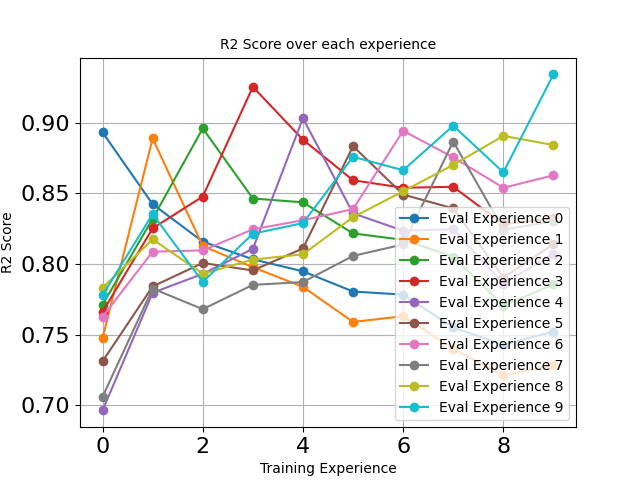 R2 Score over each experience
R2 Score
0.90
0.85
0.80
0.75
0.70
0
2
4
6
8
Training Experience
Eval Experience 0
Eval Experience 1
Eval Experience 2
Eval Experience 3
Eval Experience 4
Eval Experience 5
Eval Experience 6
Eval Experience 7
Eval Experience 8
Eval Experience 9